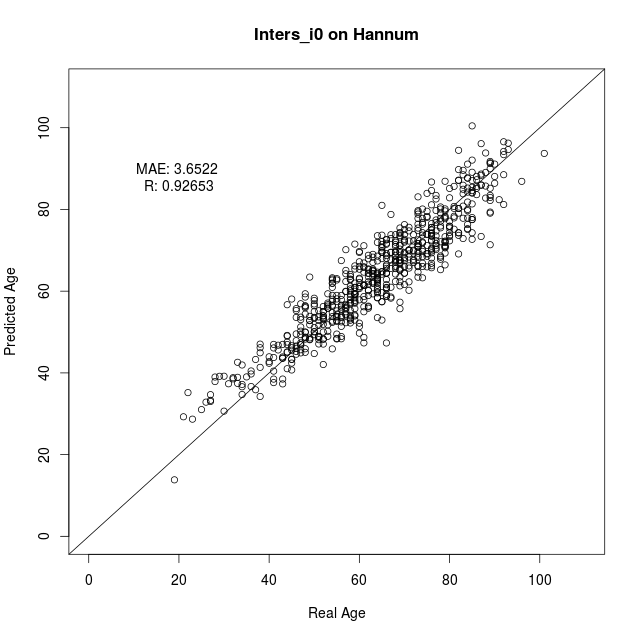 Inters_i0 on Hannum
MAE: 3.6522
R: 0.92653
Predicted Age
100
80
60
40
20
0
0 20 40 60 80 100
Real Age